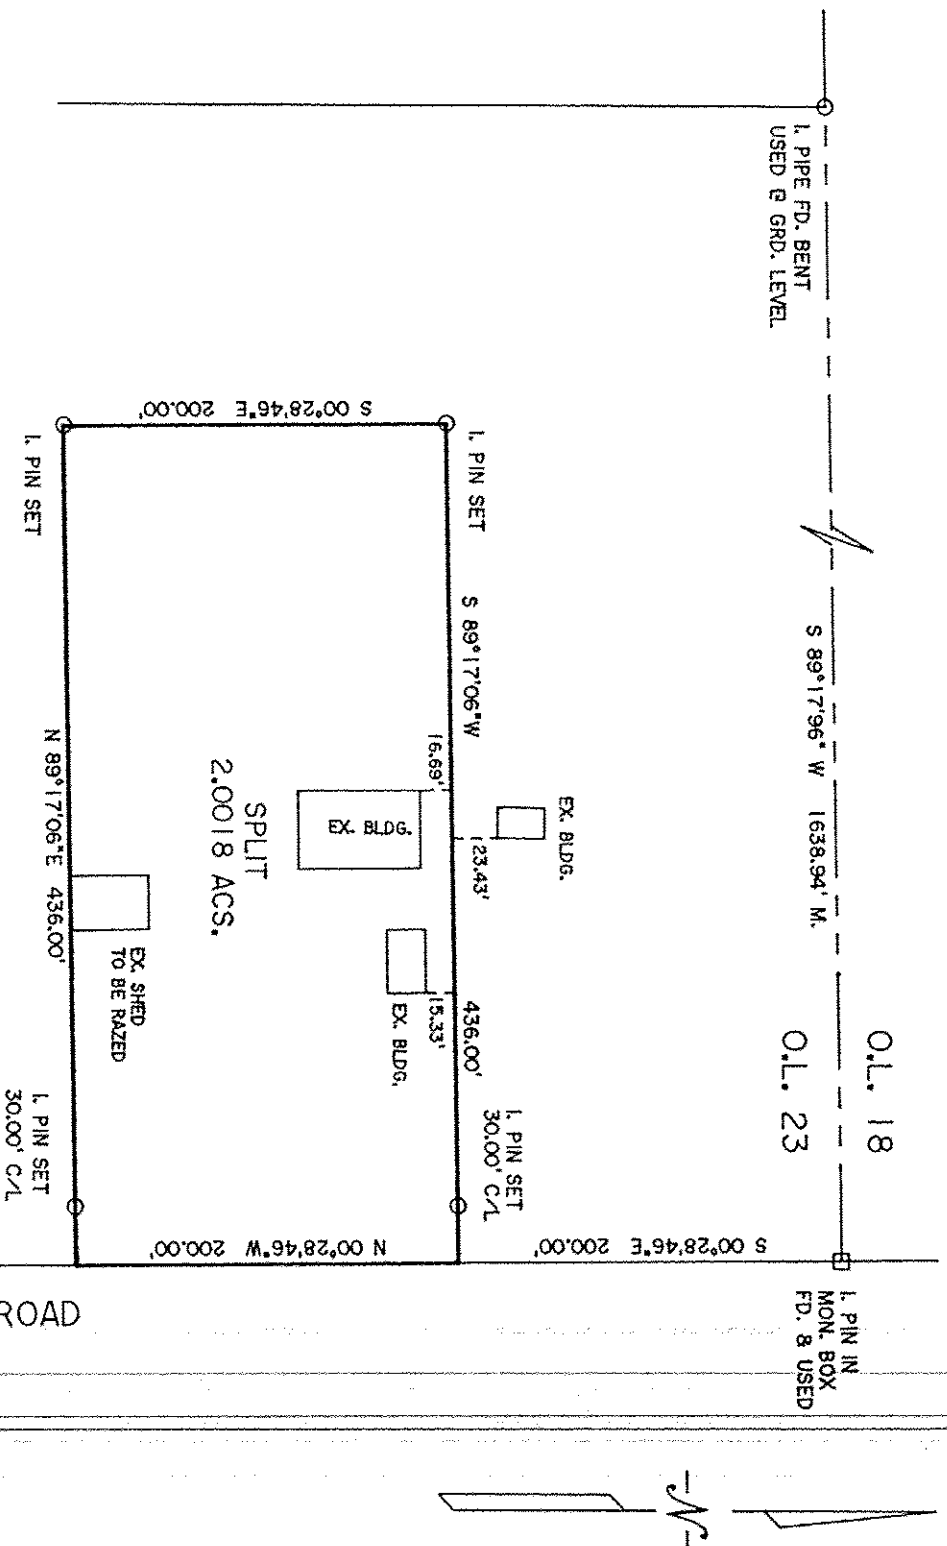 I. PIPE FD. BENT
USED @ GRD. LEVEL
S 89°17'96" W 1638.94' M.
O.L. 18
O.L. 23
I. PIN IN
MON. BOX
FD. & USED
S 00°28'46"E 200.00'
I. PIN SET
S 89°17'06"W
436.00'
I. PIN SET
30.00' C/L
EX. BLDG.
23.43'
16.69'
15.33'
EX. BLDG.
EX. BLDG.
S 00°28'46"E 200.00'
SPLIT
2.0018 ACS.
N 00°28'46"W 200.00'
EX. SHED
TO BE RAZED
I. PIN SET
N 89°17'06"E 436.00'
I. PIN SET
30.00' C/L
ROAD
N